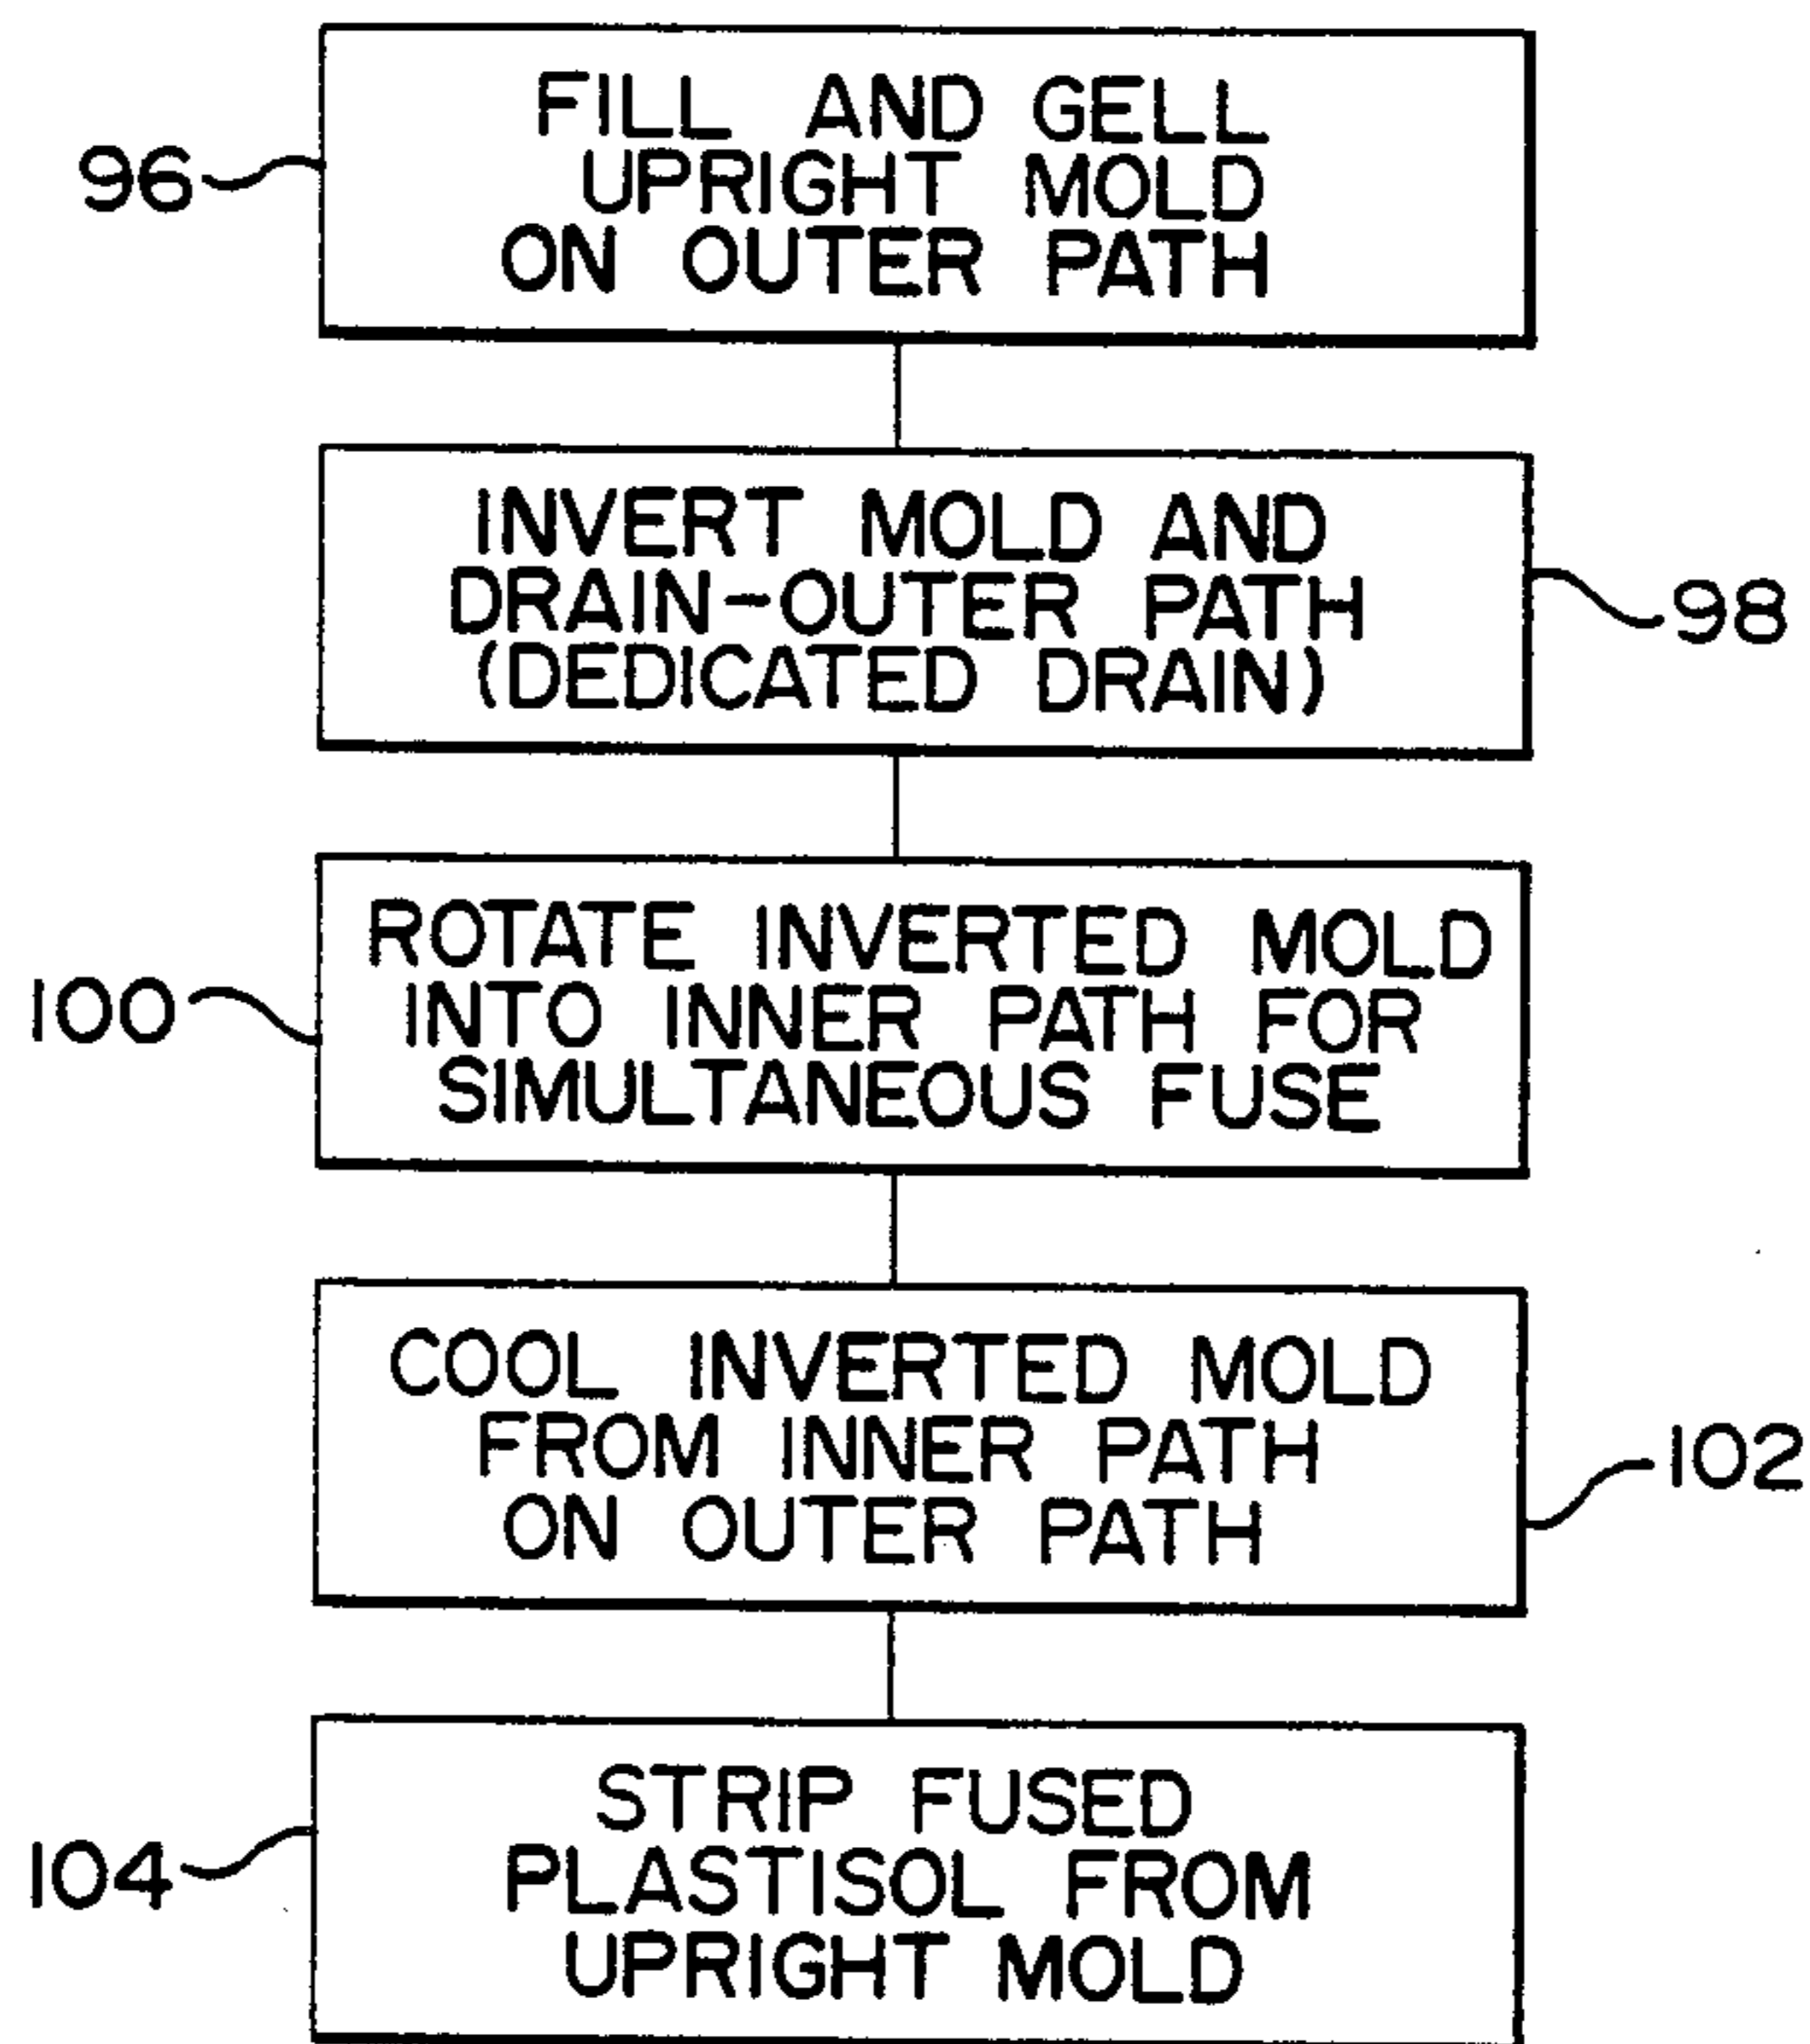 FILL AND GELL
UPRIGHT MOLD
ON OUTER PATH
96
INVERT MOLD AND
DRAIN-OUTER PATH
(DEDICATED DRAIN)
98
ROTATE INVERTED MOLD
INTO INNER PATH FOR
SIMULTANEOUS FUSE
100
COOL INVERTED MOLD
FROM INNER PATH
ON OUTER PATH
102
STRIP FUSED
PLASTISOL FROM
UPRIGHT MOLD
104